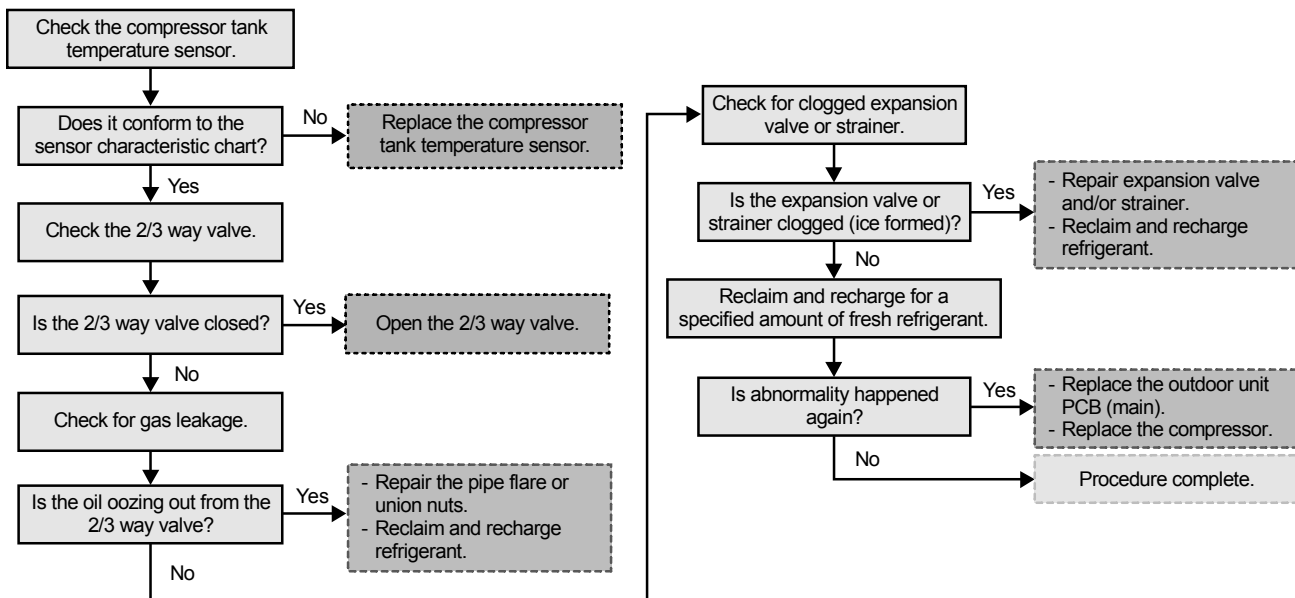 Check the compressor tank
temperature sensor.
Does it conform to the
sensor characteristic chart?
No
Replace the compressor
tank temperature sensor.
Yes
Check the 2/3 way valve.
Is the 2/3 way valve closed?
Yes
Open the 2/3 way valve.
No
Check for gas leakage.
Is the oil oozing out from the
2/3 way valve?
Yes
- Repair the pipe flare or
union nuts.
- Reclaim and recharge
refrigerant.
No
Check for clogged expansion
valve or strainer.
Is the expansion valve or
strainer clogged (ice formed)?
Yes
- Repair expansion valve
and/or strainer.
- Reclaim and recharge
refrigerant.
No
Reclaim and recharge for a
specified amount of fresh refrigerant.
Is abnormality happened
again?
Yes
- Replace the outdoor unit
PCB (main).
- Replace the compressor.
No
Procedure complete.